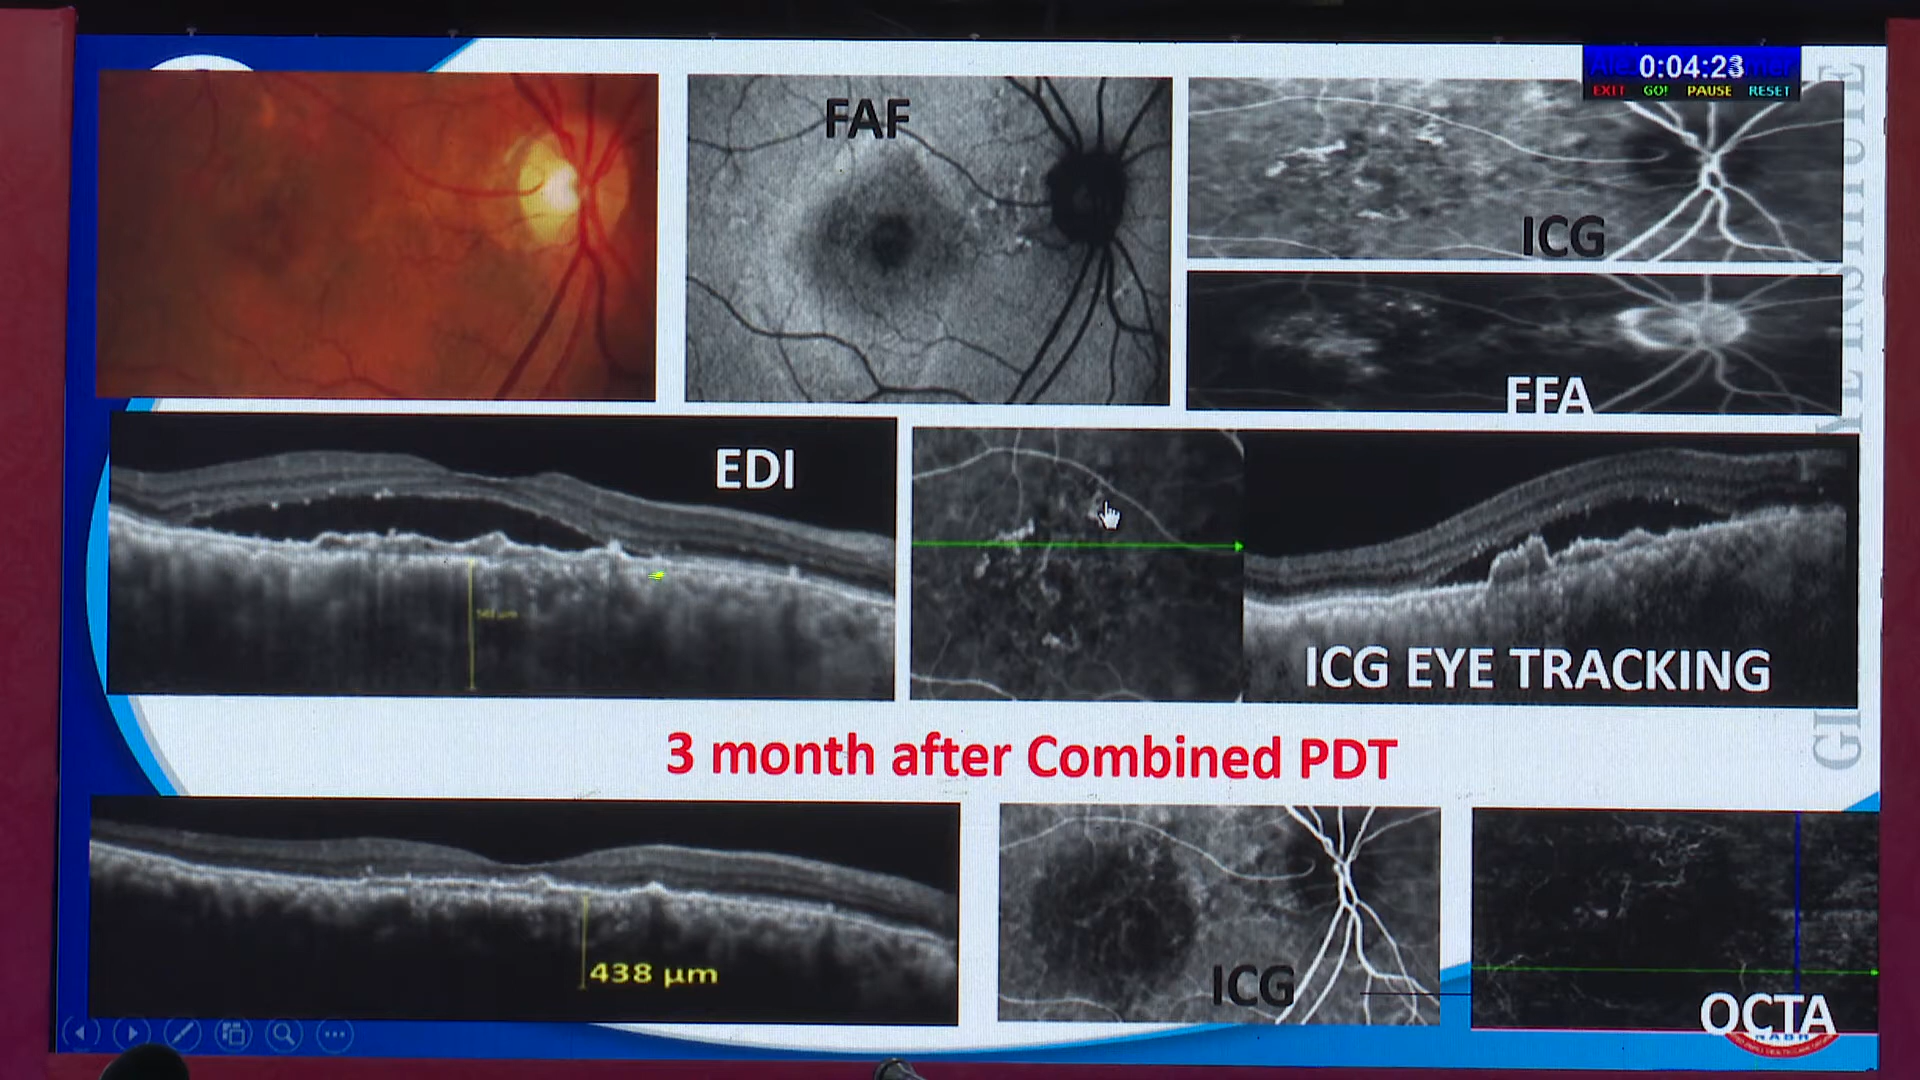 0:04:23
EXIT GO! PAUSE RESET
FAF
ICG
FFA
EDI
ICG EYE TRACKING
3 month after Combined PDT
438 µm
ICG
OCTA